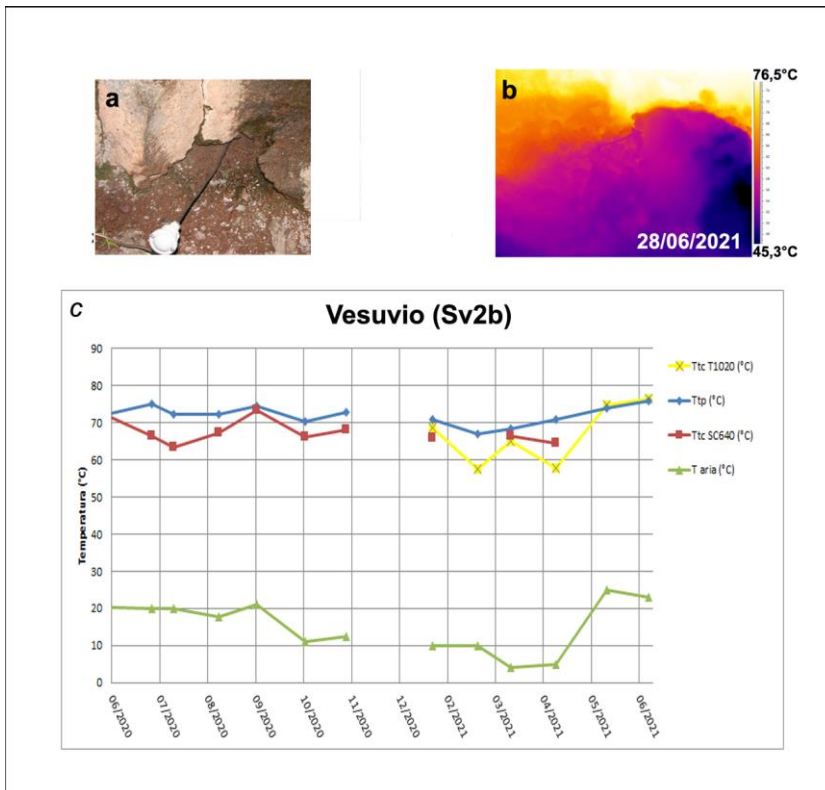 a
b
76,5°C
28/06/2021
45,3°C
C
Vesuvio (Sv2b)
Temperatura (°C)
90
80
70
60
50
40
30
20
10
0
06/2020
07/2020
08/2020
09/2020
10/2020
11/2020
12/2020
02/2021
03/2021
04/2021
05/2021
06/2021
Ttc T1020 (°C)
Ttp (°C)
Ttc SC640 (°C)
T aria (°C)